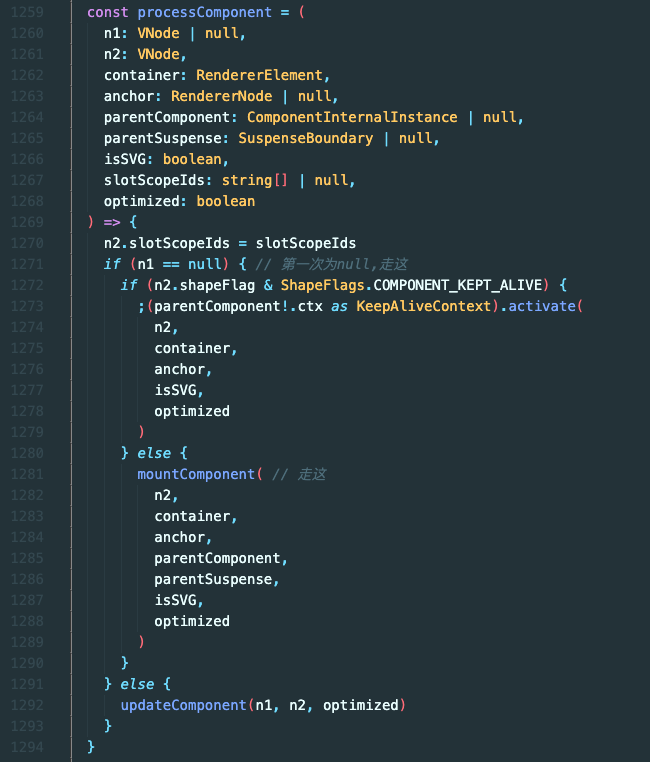 1259 const processComponent = (
1260 n1: VNode | null,
1261 n2: VNode,
1262 container: RendererElement,
1263 anchor: RendererNode | null,
1264 parentComponent: ComponentInternalInstance | null,
1265 parentSuspense: SuspenseBoundary | null,
1266 isSVG: boolean,
1267 slotScopeIds: string[] | null,
1268 optimized: boolean
1269 ) => {
1270 n2.slotScopeIds = slotScopeIds
1271 if (n1 == null) { // 第一次为null,走这
1272 if (n2.shapeFlag & ShapeFlags.COMPONENT_KEPT_ALIVE) {
1273 ;(parentComponent!.ctx as KeepAliveContext).activate(
1274 n2,
1275 container,
1276 anchor,
1277 isSVG,
1278 optimized
1279 )
1280 } else {
1281 mountComponent( // 走这
1282 n2,
1283 container,
1284 anchor,
1285 parentComponent,
1286 parentSuspense,
1287 isSVG,
1288 optimized
1289 )
1290 }
1291 } else {
1292 updateComponent(n1, n2, optimized)
1293 }
1294 }